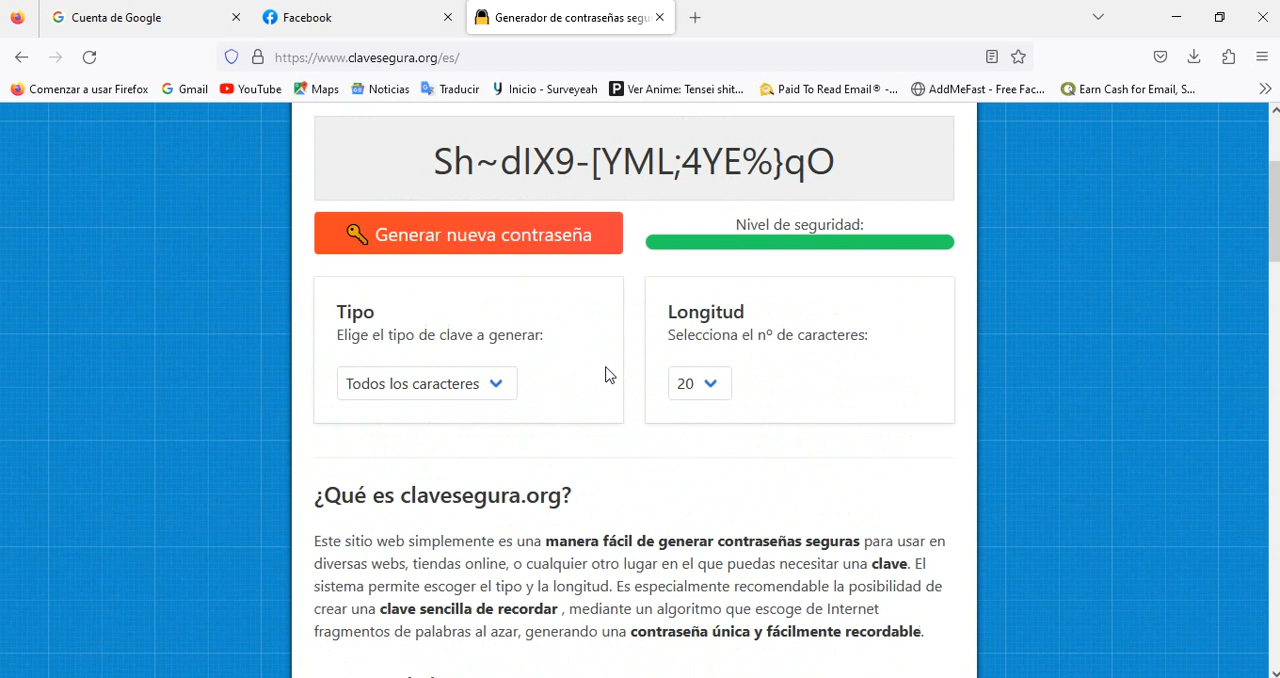 Cuenta de Google
Facebook
Generador de contraseñas segu
https://www.clavesegura.org/es/
Comenzar a usar Firefox Gmail YouTube Maps Noticias Traducir Inicio - Surveyeah Ver Anime: Tensei shit... Paid To Read Email® -... AddMeFast - Free Fac... Earn Cash for Email, S...
Sh~dIX9-[YML;4YE%}qO
Generar nueva contraseña
Nivel de seguridad:
Tipo
Elige el tipo de clave a generar:
Todos los caracteres
Longitud
Selecciona el nº de caracteres:
20
¿Qué es clavesegura.org?
Este sitio web simplemente es una manera fácil de generar contraseñas seguras para usar en
diversas webs, tiendas online, o cualquier otro lugar en el que puedas necesitar una clave. El
sistema permite escoger el tipo y la longitud. Es especialmente recomendable la posibilidad de
crear una clave sencilla de recordar , mediante un algoritmo que escoge de Internet
fragmentos de palabras al azar, generando una contraseña única y fácilmente recordable.